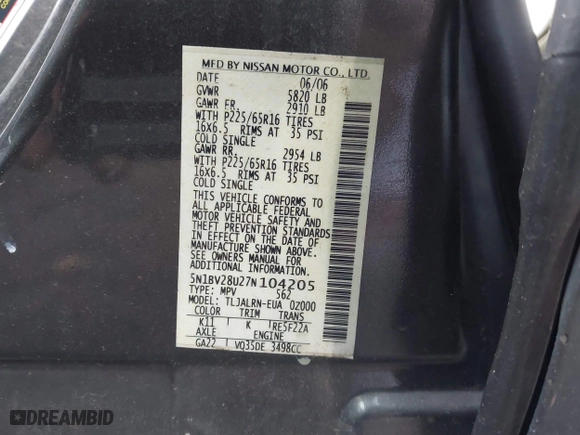 MFD BY NISSAN MOTOR CO., LTD.
DATE 06/06
GVWR 5820 LB
GAWR FR. 2910 LB
WITH P225/65R16 TIRES
16X6.5 RIMS AT 35 PSI
COLD SINGLE
GAWR RR. 2954 LB
WITH P225/65R16 TIRES
16X6.5 RIMS AT 35 PSI
COLD SINGLE
THIS VEHICLE CONFORMS TO
ALL APPLICABLE FEDERAL
MOTOR VEHICLE SAFETY AND
THEFT PREVENTION STANDARDS
IN EFFECT ON THE DATE OF
MANUFACTURE SHOWN ABOVE.
SEE OWNERS MANUAL FOR
ADDITIONAL INFORMATION.
5N1BV28U27N104205
TYPE: MPV 562
MODEL: TLJALRN-EUA 0Z000
COLOR TRIM TRANS
K11 K RE5F22A
AXLE ENGINE
GA22 VQ35DE 3498CC
DREAMBID